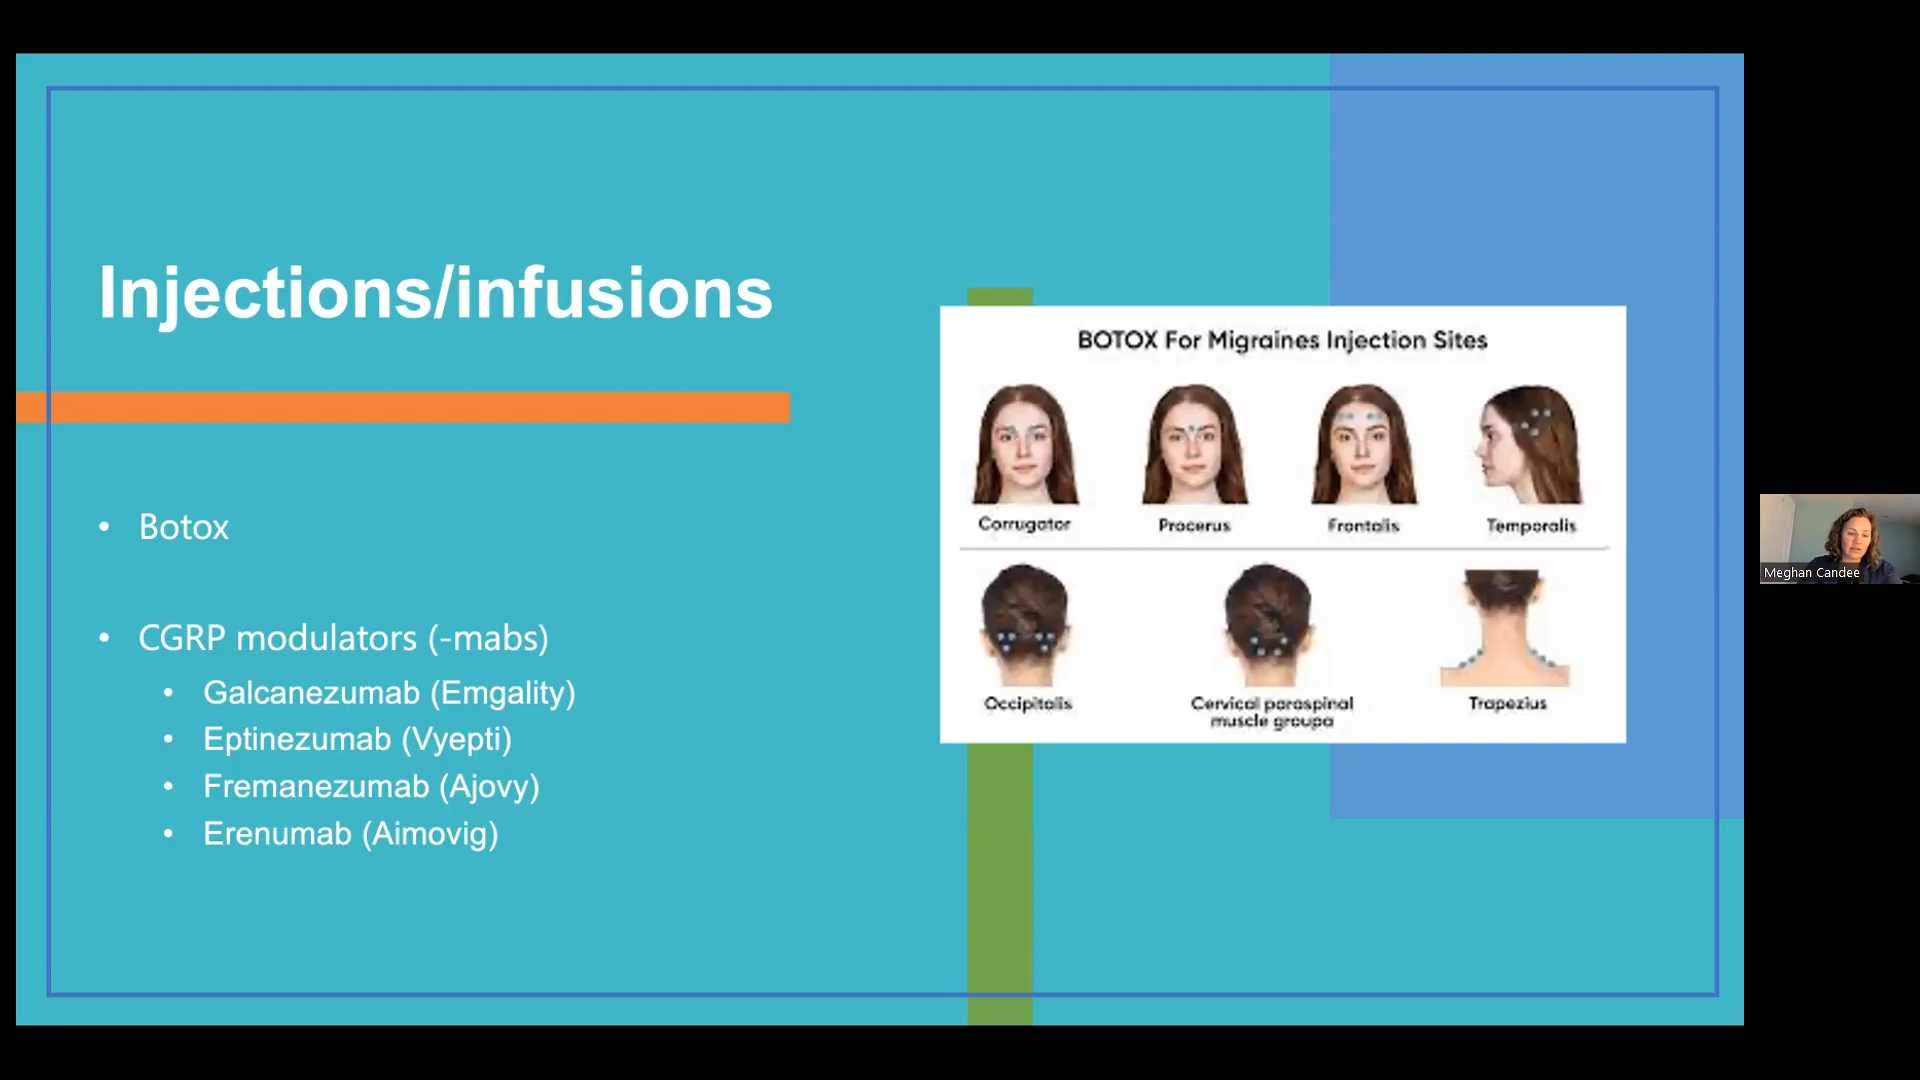 Injections/infusions
• Botox
• CGRP modulators (-mabs)
• Galcanezumab (Emgality)
• Eptinezumab (Vyepti)
• Fremanezumab (Ajovy)
• Erenumab (Aimovig)
BOTOX For Migraines Injection Sites
Corrugator
Procerus
Frontalis
Temporalis
Occipitalis
Cervical paraspinal
muscle groups
Trapezius
Meghan Candee